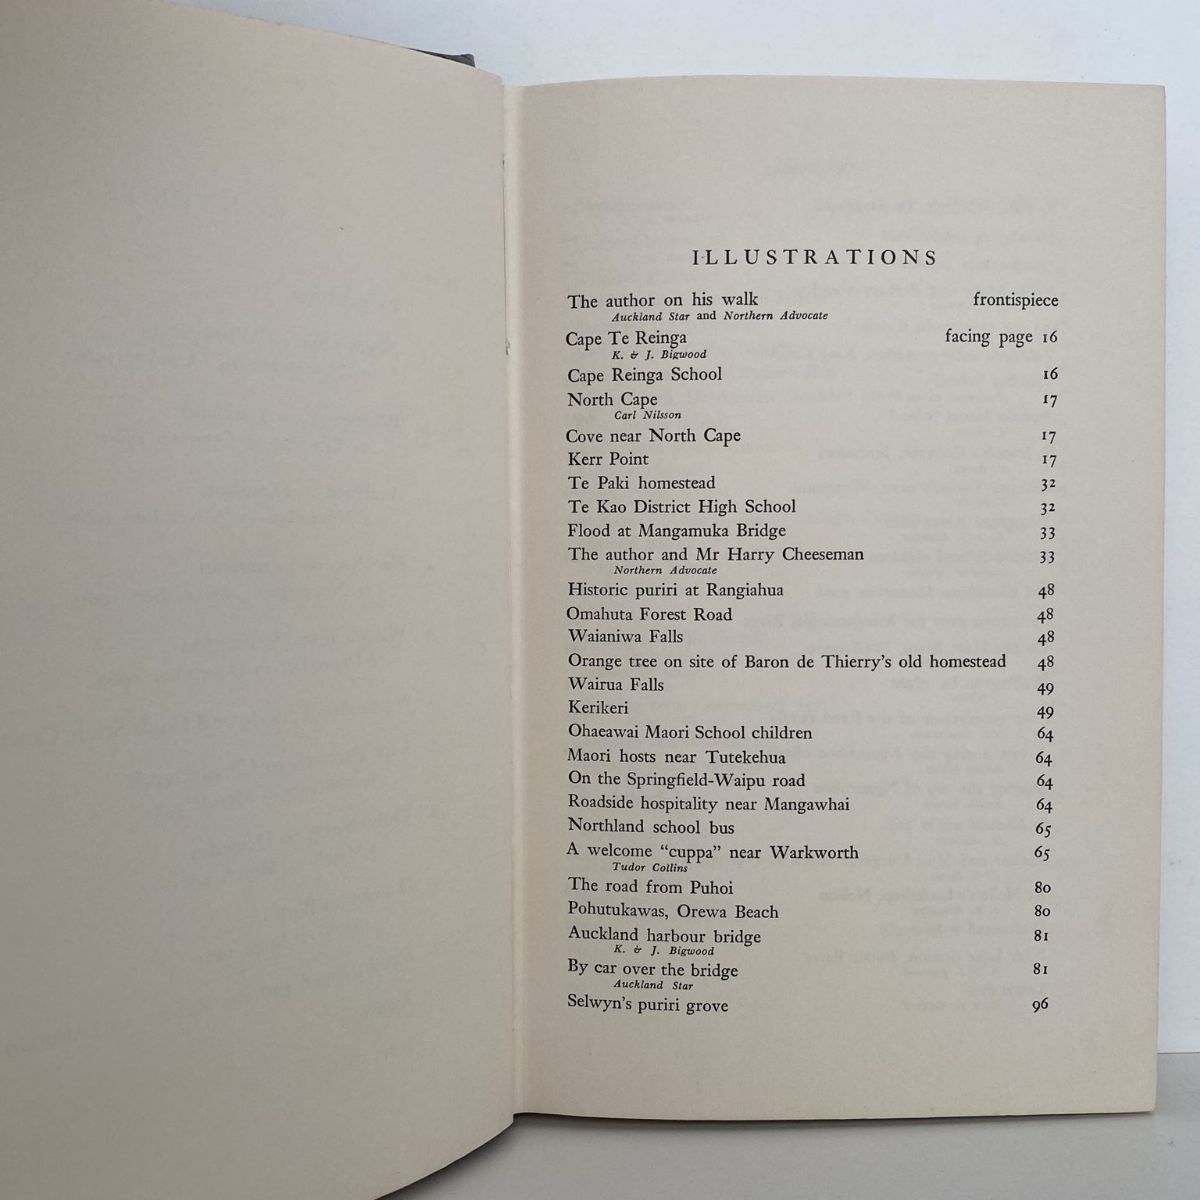 ILLUSTRATIONS
The author on his walk frontispiece
Auckland Star and Northern Advocate
Cape Te Reinga facing page 16
K. & J. Bigwood
Cape Reinga School 16
North Cape 17
Carl Nilsson
Cove near North Cape 17
Kerr Point 17
Te Paki homestead 32
Te Kao District High School 32
Flood at Mangamuka Bridge 33
The author and Mr Harry Cheeseman 33
Northern Advocate
Historic puriri at Rangiahua 48
Omahuta Forest Road 48
Waianiwa Falls 48
Orange tree on site of Baron de Thierry's old homestead 48
Wairua Falls 49
Kerikeri 49
Ohaeawai Maori School children 64
Maori hosts near Tutekehua 64
On the Springfield-Waipu road 64
Roadside hospitality near Mangawhai 64
Northland school bus 65
A welcome “cuppa” near Warkworth 65
Tudor Collins
The road from Puhoi 80
Pohutukawas, Orewa Beach 80
Auckland harbour bridge 81
K. & J. Bigwood
By car over the bridge 81
Auckland Star
Selwyn's puriri grove 96